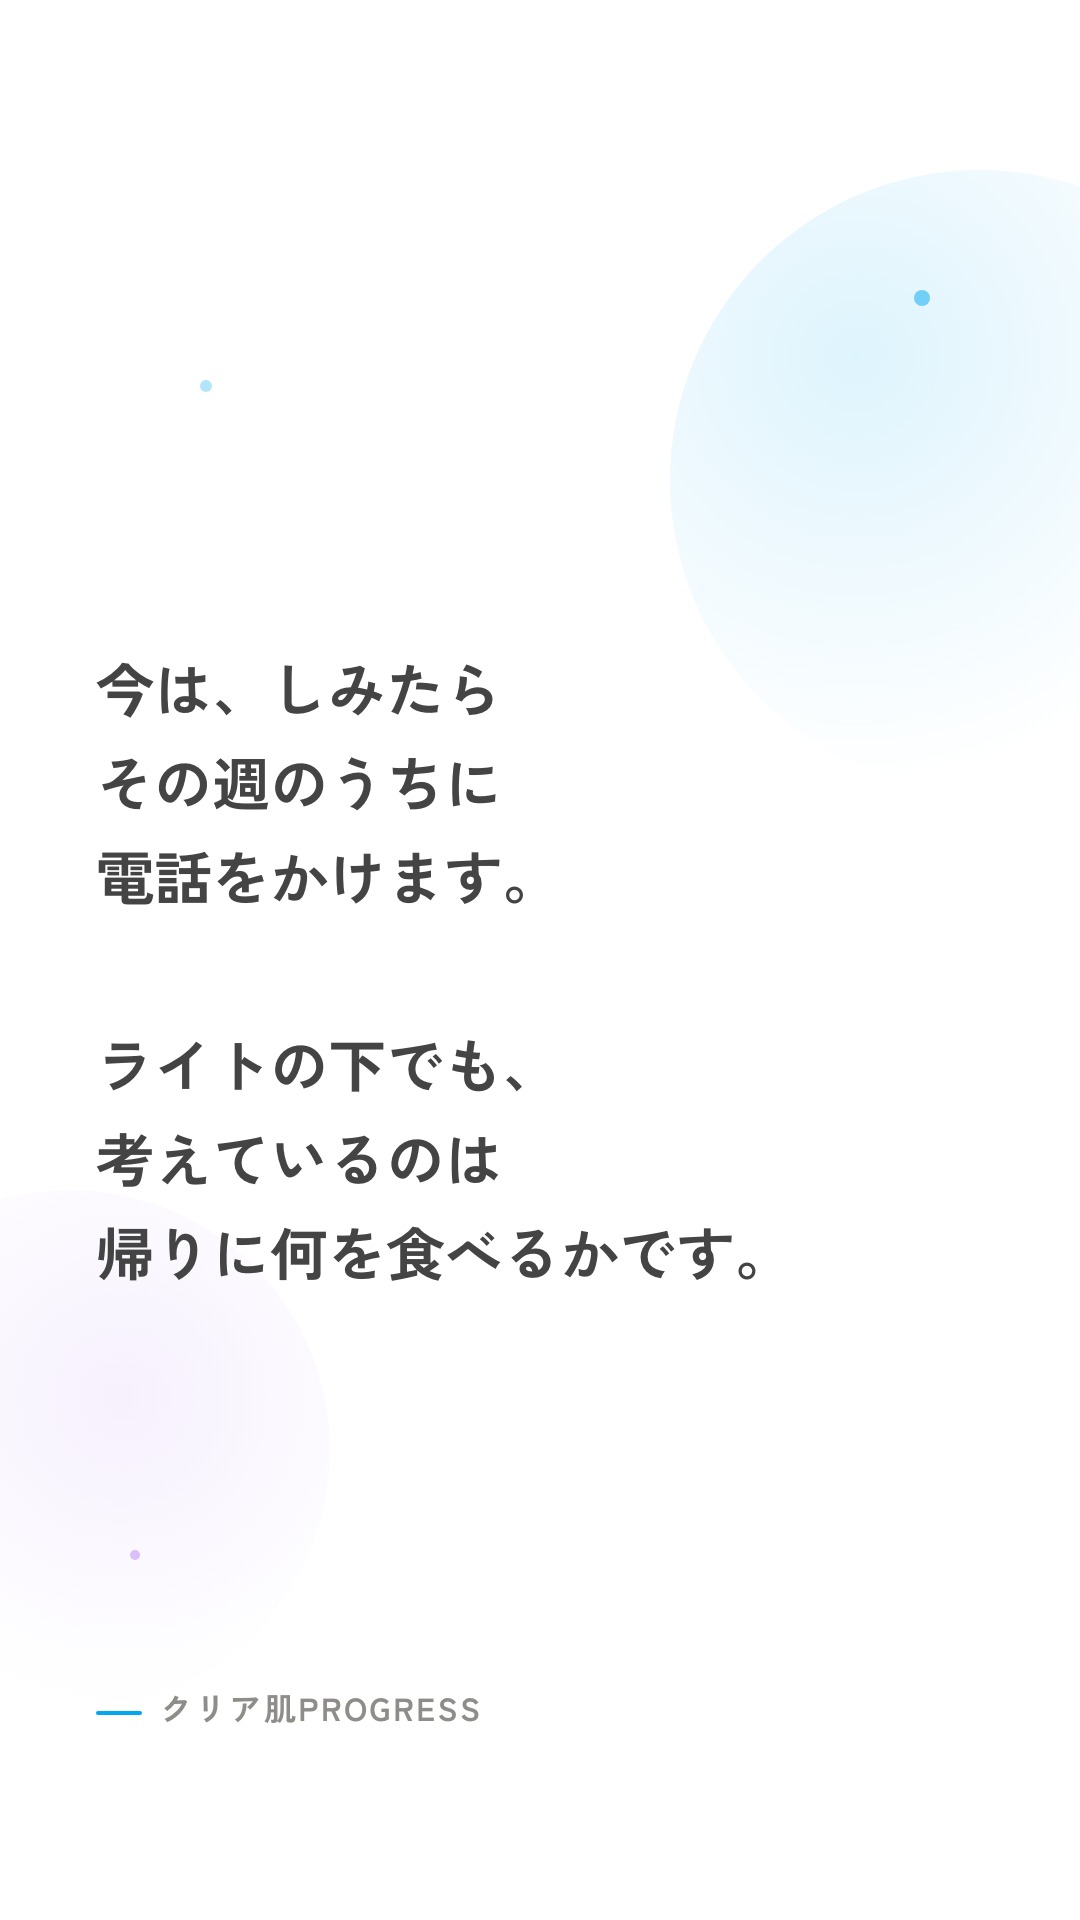 今は、しみたら
その週のうちに
電話をかけます。
ライトの下でも、
考えているのは
帰りに何を食べるかです。
クリア肌PROGRESS